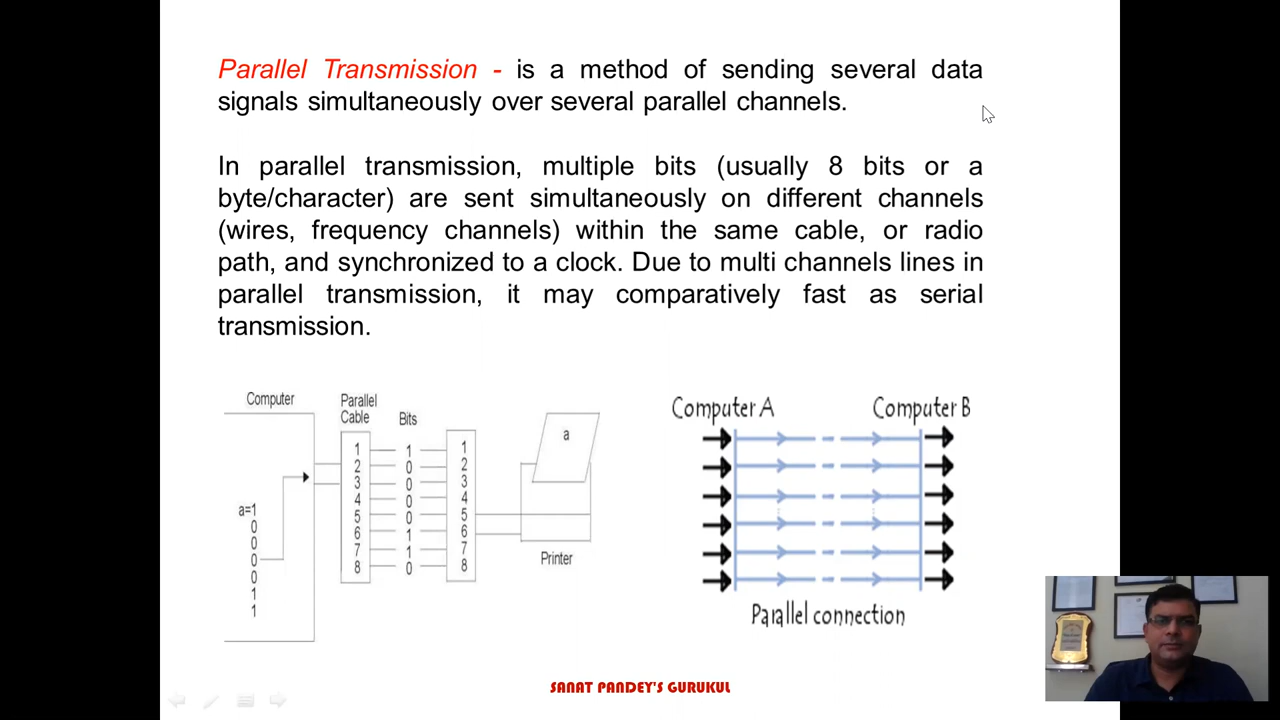 Parallel Transmission - is a method of sending several data
signals simultaneously over several parallel channels.
In parallel transmission, multiple bits (usually 8 bits or a
byte/character) are sent simultaneously on different channels
(wires, frequency channels) within the same cable, or radio
path, and synchronized to a clock. Due to multi channels lines in
parallel transmission, it may comparatively fast as serial
transmission.
Computer
Parallel
Cable
Bits
1 1 1
2 0 2
3 0 3
4 0 4
5 0 5
6 1 6
7 1 7
8 0 8
a=1
0
0
0
0
1
1
a
Printer
Computer A
Computer B
Parallel connection
SANAT PANDEY'S GURUKUL